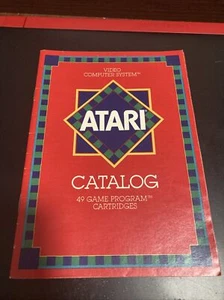 VIDEO
COMPUTER SYSTEM™
ATARI
CATALOG
49 GAME PROGRAM™
CARTRIDGES